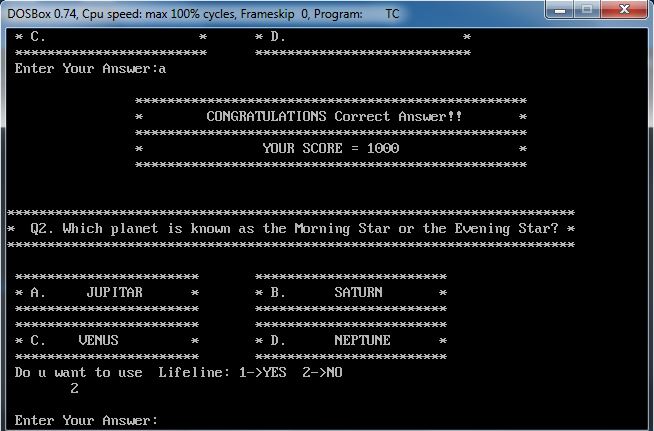 DOSBox 0.74, Cpu speed: max 100% cycles, Frameskip 0, Program: TC
* C. * * D. *
************************* ****************************
Enter Your Answer:a
***************************************************
* CONGRATULATIONS Correct Answer!! *
***************************************************
* YOUR SCORE = 1000 *
***************************************************
**************************************************************************
* Q2. Which planet is known as the Morning Star or the Evening Star? *
**************************************************************************
************************ *************************
* A. JUPITAR * * B. SATURN *
************************ *************************
************************ *************************
* C. VENUS * * D. NEPTUNE *
************************ *************************
Do u want to use Lifeline: 1->YES 2->NO
2
Enter Your Answer: